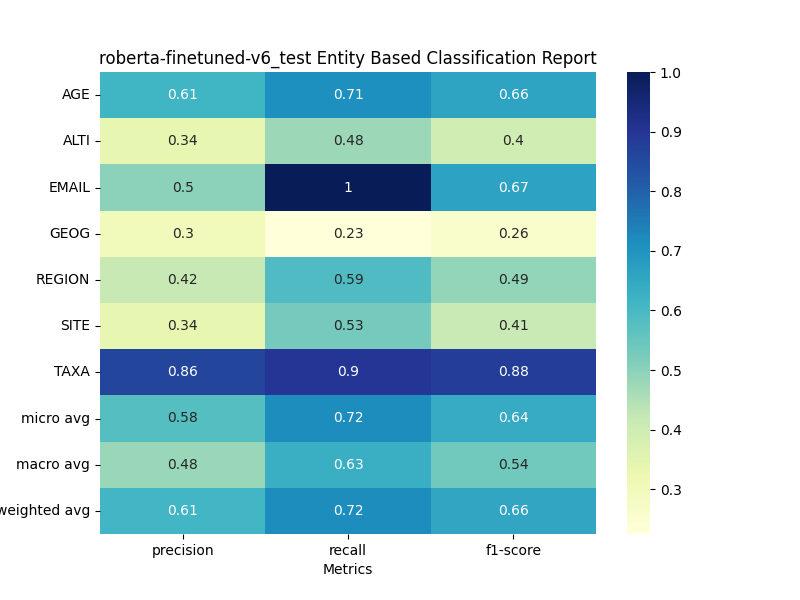 roberta-finetuned-v6_test Entity Based Classification Report
AGE 0.61 0.71 0.66
ALTI 0.34 0.48 0.4
EMAIL 0.5 1 0.67
GEOG 0.3 0.23 0.26
REGION 0.42 0.59 0.49
SITE 0.34 0.53 0.41
TAXA 0.86 0.9 0.88
micro avg 0.58 0.72 0.64
macro avg 0.48 0.63 0.54
weighted avg 0.61 0.72 0.66
precision recall f1-score
Metrics
1.0
0.9
0.8
0.7
0.6
0.5
0.4
0.3